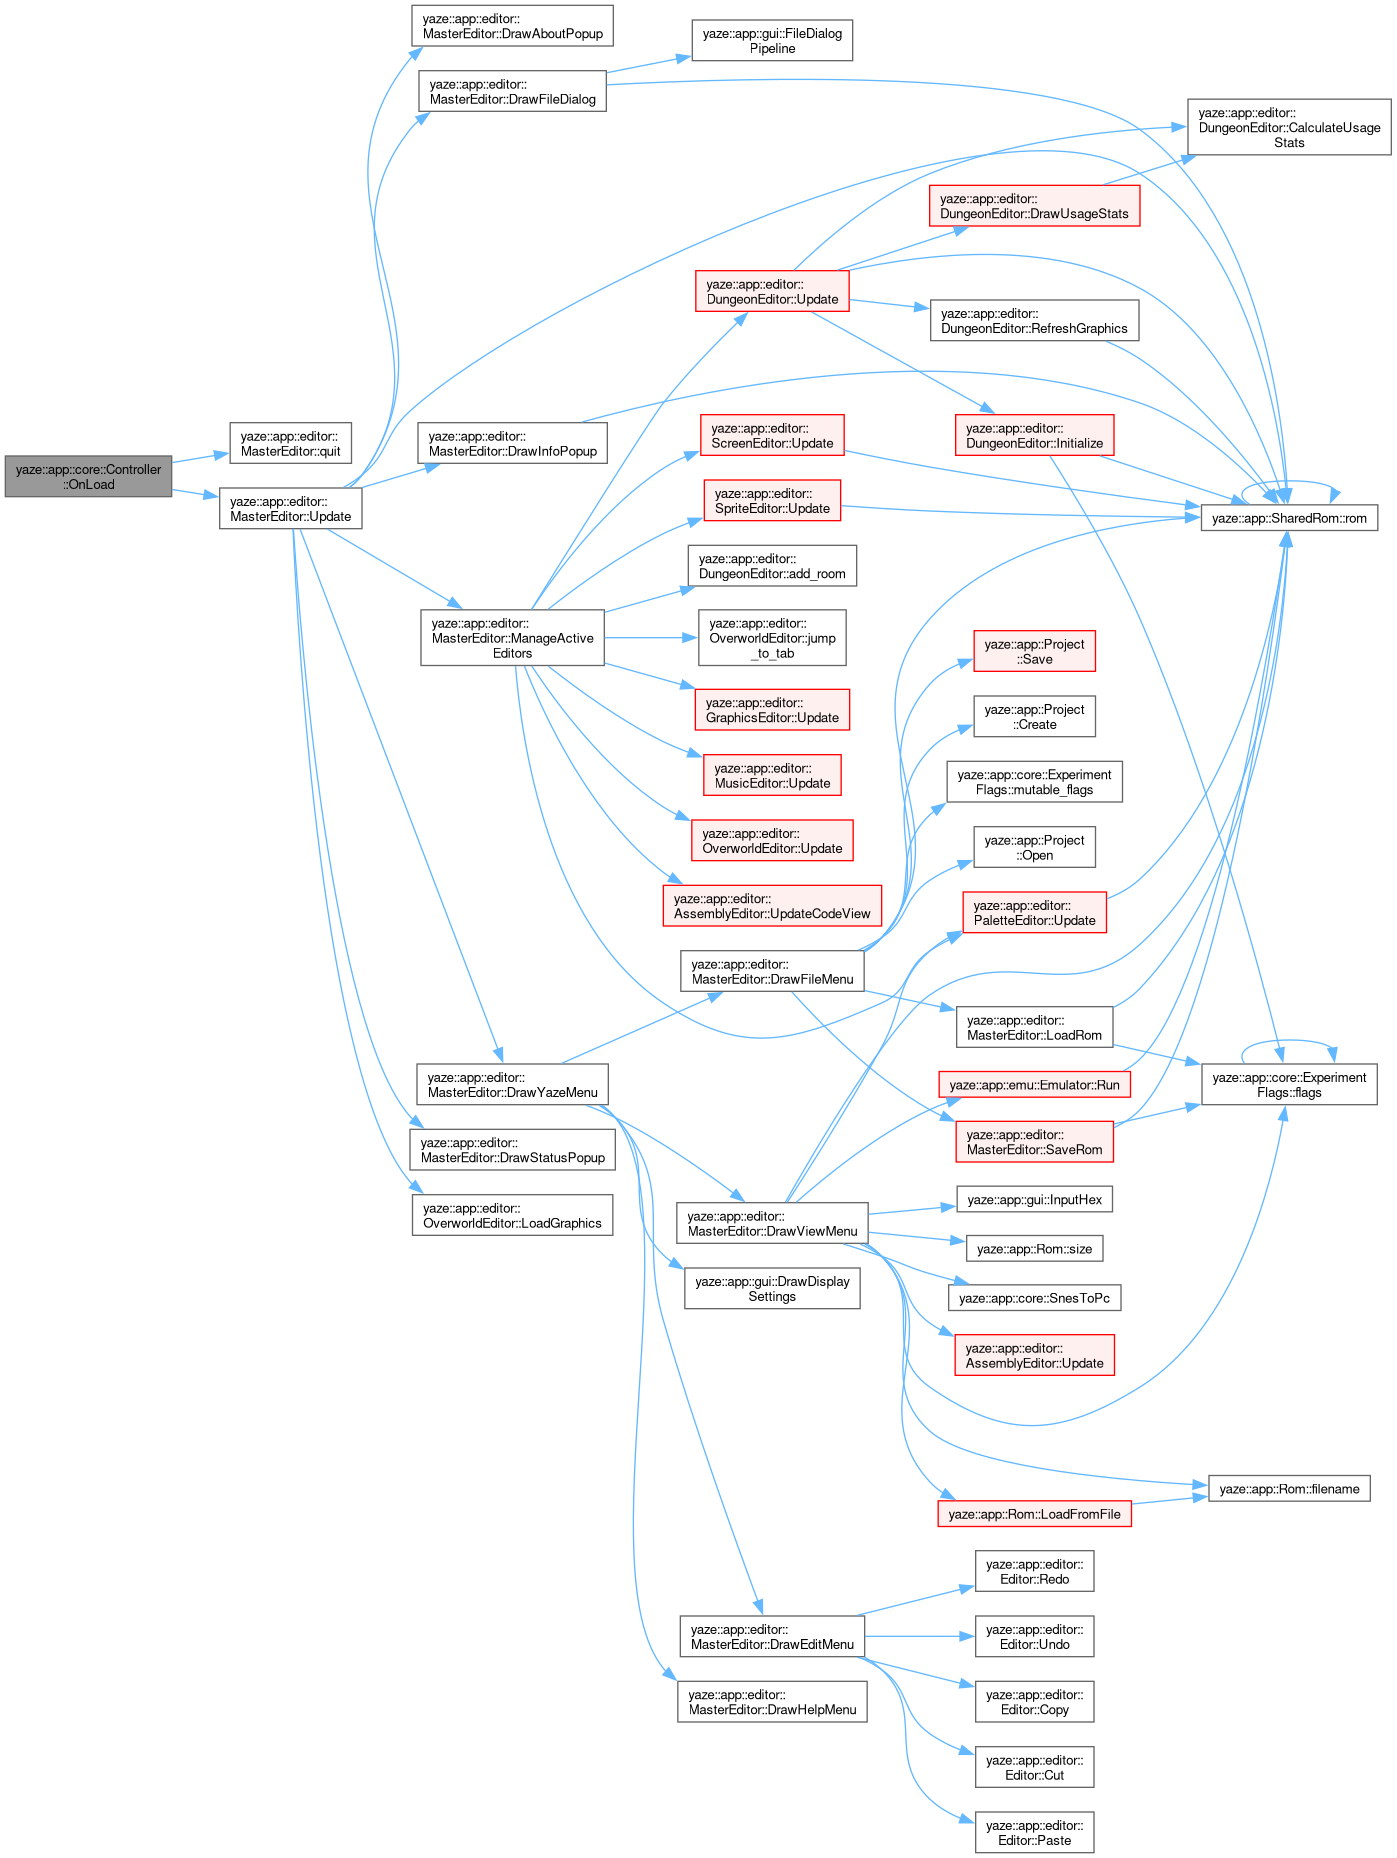 yaze::app::core::Controller
::OnLoad
yaze::app::editor::
MasterEditor::quit
yaze::app::editor::
MasterEditor::Update
yaze::app::editor::
MasterEditor::DrawAboutPopup
yaze::app::editor::
MasterEditor::DrawFileDialog
yaze::app::editor::
MasterEditor::DrawInfoPopup
yaze::app::editor::
MasterEditor::ManageActive
Editors
yaze::app::editor::
MasterEditor::DrawYazeMenu
yaze::app::editor::
MasterEditor::DrawStatusPopup
yaze::app::editor::
OverworldEditor::LoadGraphics
yaze::app::gui::FileDialog
Pipeline
yaze::app::editor::
DungeonEditor::Update
yaze::app::editor::
ScreenEditor::Update
yaze::app::editor::
SpriteEditor::Update
yaze::app::editor::
DungeonEditor::add_room
yaze::app::editor::
OverworldEditor::jump
_to_tab
yaze::app::editor::
GraphicsEditor::Update
yaze::app::editor::
MusicEditor::Update
yaze::app::editor::
OverworldEditor::Update
yaze::app::editor::
AssemblyEditor::UpdateCodeView
yaze::app::editor::
MasterEditor::DrawFileMenu
yaze::app::editor::
MasterEditor::DrawViewMenu
yaze::app::gui::DrawDisplay
Settings
yaze::app::editor::
MasterEditor::DrawEditMenu
yaze::app::editor::
MasterEditor::DrawHelpMenu
yaze::app::editor::
DungeonEditor::DrawUsageStats
yaze::app::editor::
DungeonEditor::RefreshGraphics
yaze::app::editor::
DungeonEditor::Initialize
yaze::app::Project
::Save
yaze::app::Project
::Create
yaze::app::core::Experiment
Flags::mutable_flags
yaze::app::Project
::Open
yaze::app::editor::
PaletteEditor::Update
yaze::app::editor::
MasterEditor::LoadRom
yaze::app::emu::Emulator::Run
yaze::app::editor::
MasterEditor::SaveRom
yaze::app::gui::InputHex
yaze::app::Rom::size
yaze::app::core::SnesToPc
yaze::app::editor::
AssemblyEditor::Update
yaze::app::Rom::LoadFromFile
yaze::app::editor::
Editor::Redo
yaze::app::editor::
Editor::Undo
yaze::app::editor::
Editor::Copy
yaze::app::editor::
Editor::Cut
yaze::app::editor::
Editor::Paste
yaze::app::editor::
DungeonEditor::CalculateUsage
Stats
yaze::app::SharedRom::rom
yaze::app::core::Experiment
Flags::flags
yaze::app::Rom::filename